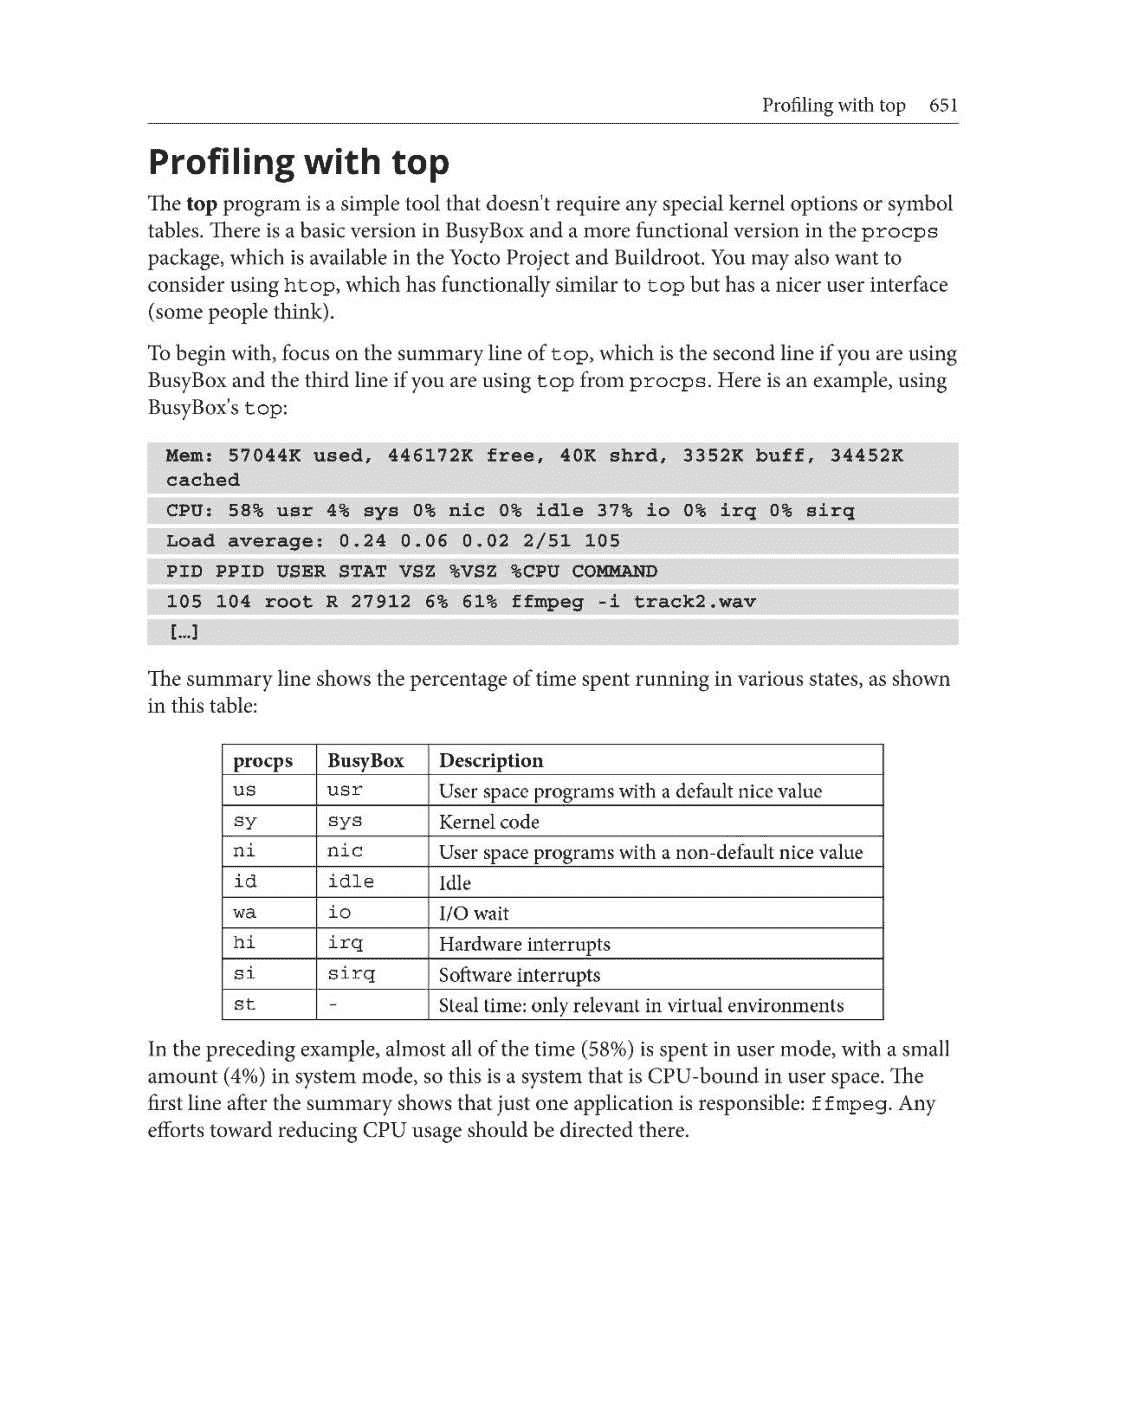 Profiling with top 651
Profiling with top
The top program is a simple tool that doesn't require any special kernel options or symbol
tables. There is a basic version in BusyBox and a more functional version in the procps
package, which is available in the Yocto Project and Buildroot. You may also want to
consider using htop, which has functionally similar to top but has a nicer user interface
(some people think).
To begin with, focus on the summary line of top, which is the second line if you are using
BusyBox and the third line if you are using top from procps. Here is an example, using
BusyBox's top:
Mem: 57044K used, 446172K free, 40K shrd, 3352K buff, 34452K
cached
CPU: 58% usr 4% sys 0% nic 0% idle 37% io 0% irq 0% sirq
Load average: 0.24 0.06 0.02 2/51 105
PID PPID USER STAT VSZ %VSZ %CPU COMMAND
105 104 root R 27912 6% 61% ffmpeg -i track2.wav
[…]
The summary line shows the percentage of time spent running in various states, as shown
in this table:
procps BusyBox Description
us usr User space programs with a default nice value
sy sys Kernel code
ni nic User space programs with a non-default nice value
id idle Idle
wa io I/O wait
hi irq Hardware interrupts
si sirq Software interrupts
st - Steal time: only relevant in virtual environments
In the preceding example, almost all of the time (58%) is spent in user mode, with a small
amount (4%) in system mode, so this is a system that is CPU-bound in user space. The
first line after the summary shows that just one application is responsible: ffmpeg. Any
efforts toward reducing CPU usage should be directed there.